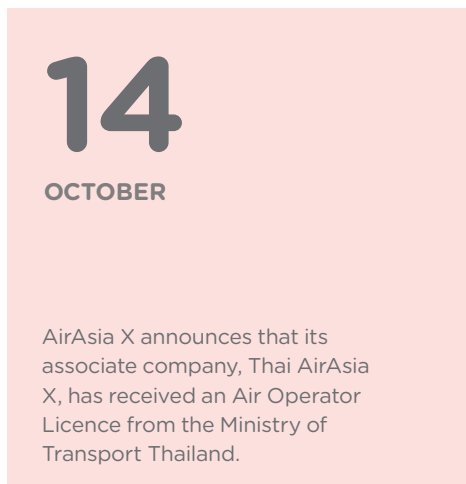 14
OCTOBER
AirAsia X announces that its
associate company, Thai AirAsia
X, has received an Air Operator
Licence from the Ministry of
Transport Thailand.